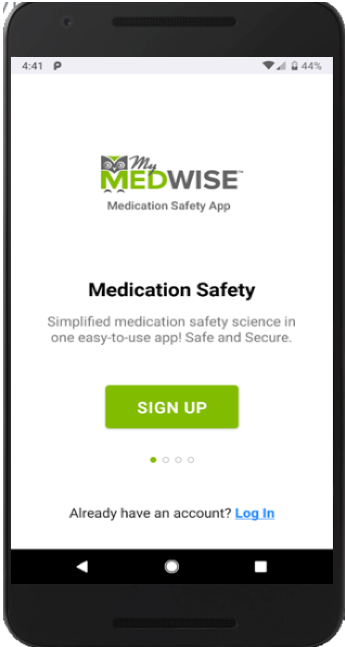 4:41 P 44%
My
MEDWISE™
Medication Safety App
Medication Safety
Simplified medication safety science in
one easy-to-use app! Safe and Secure.
SIGN UP
Already have an account? Log In